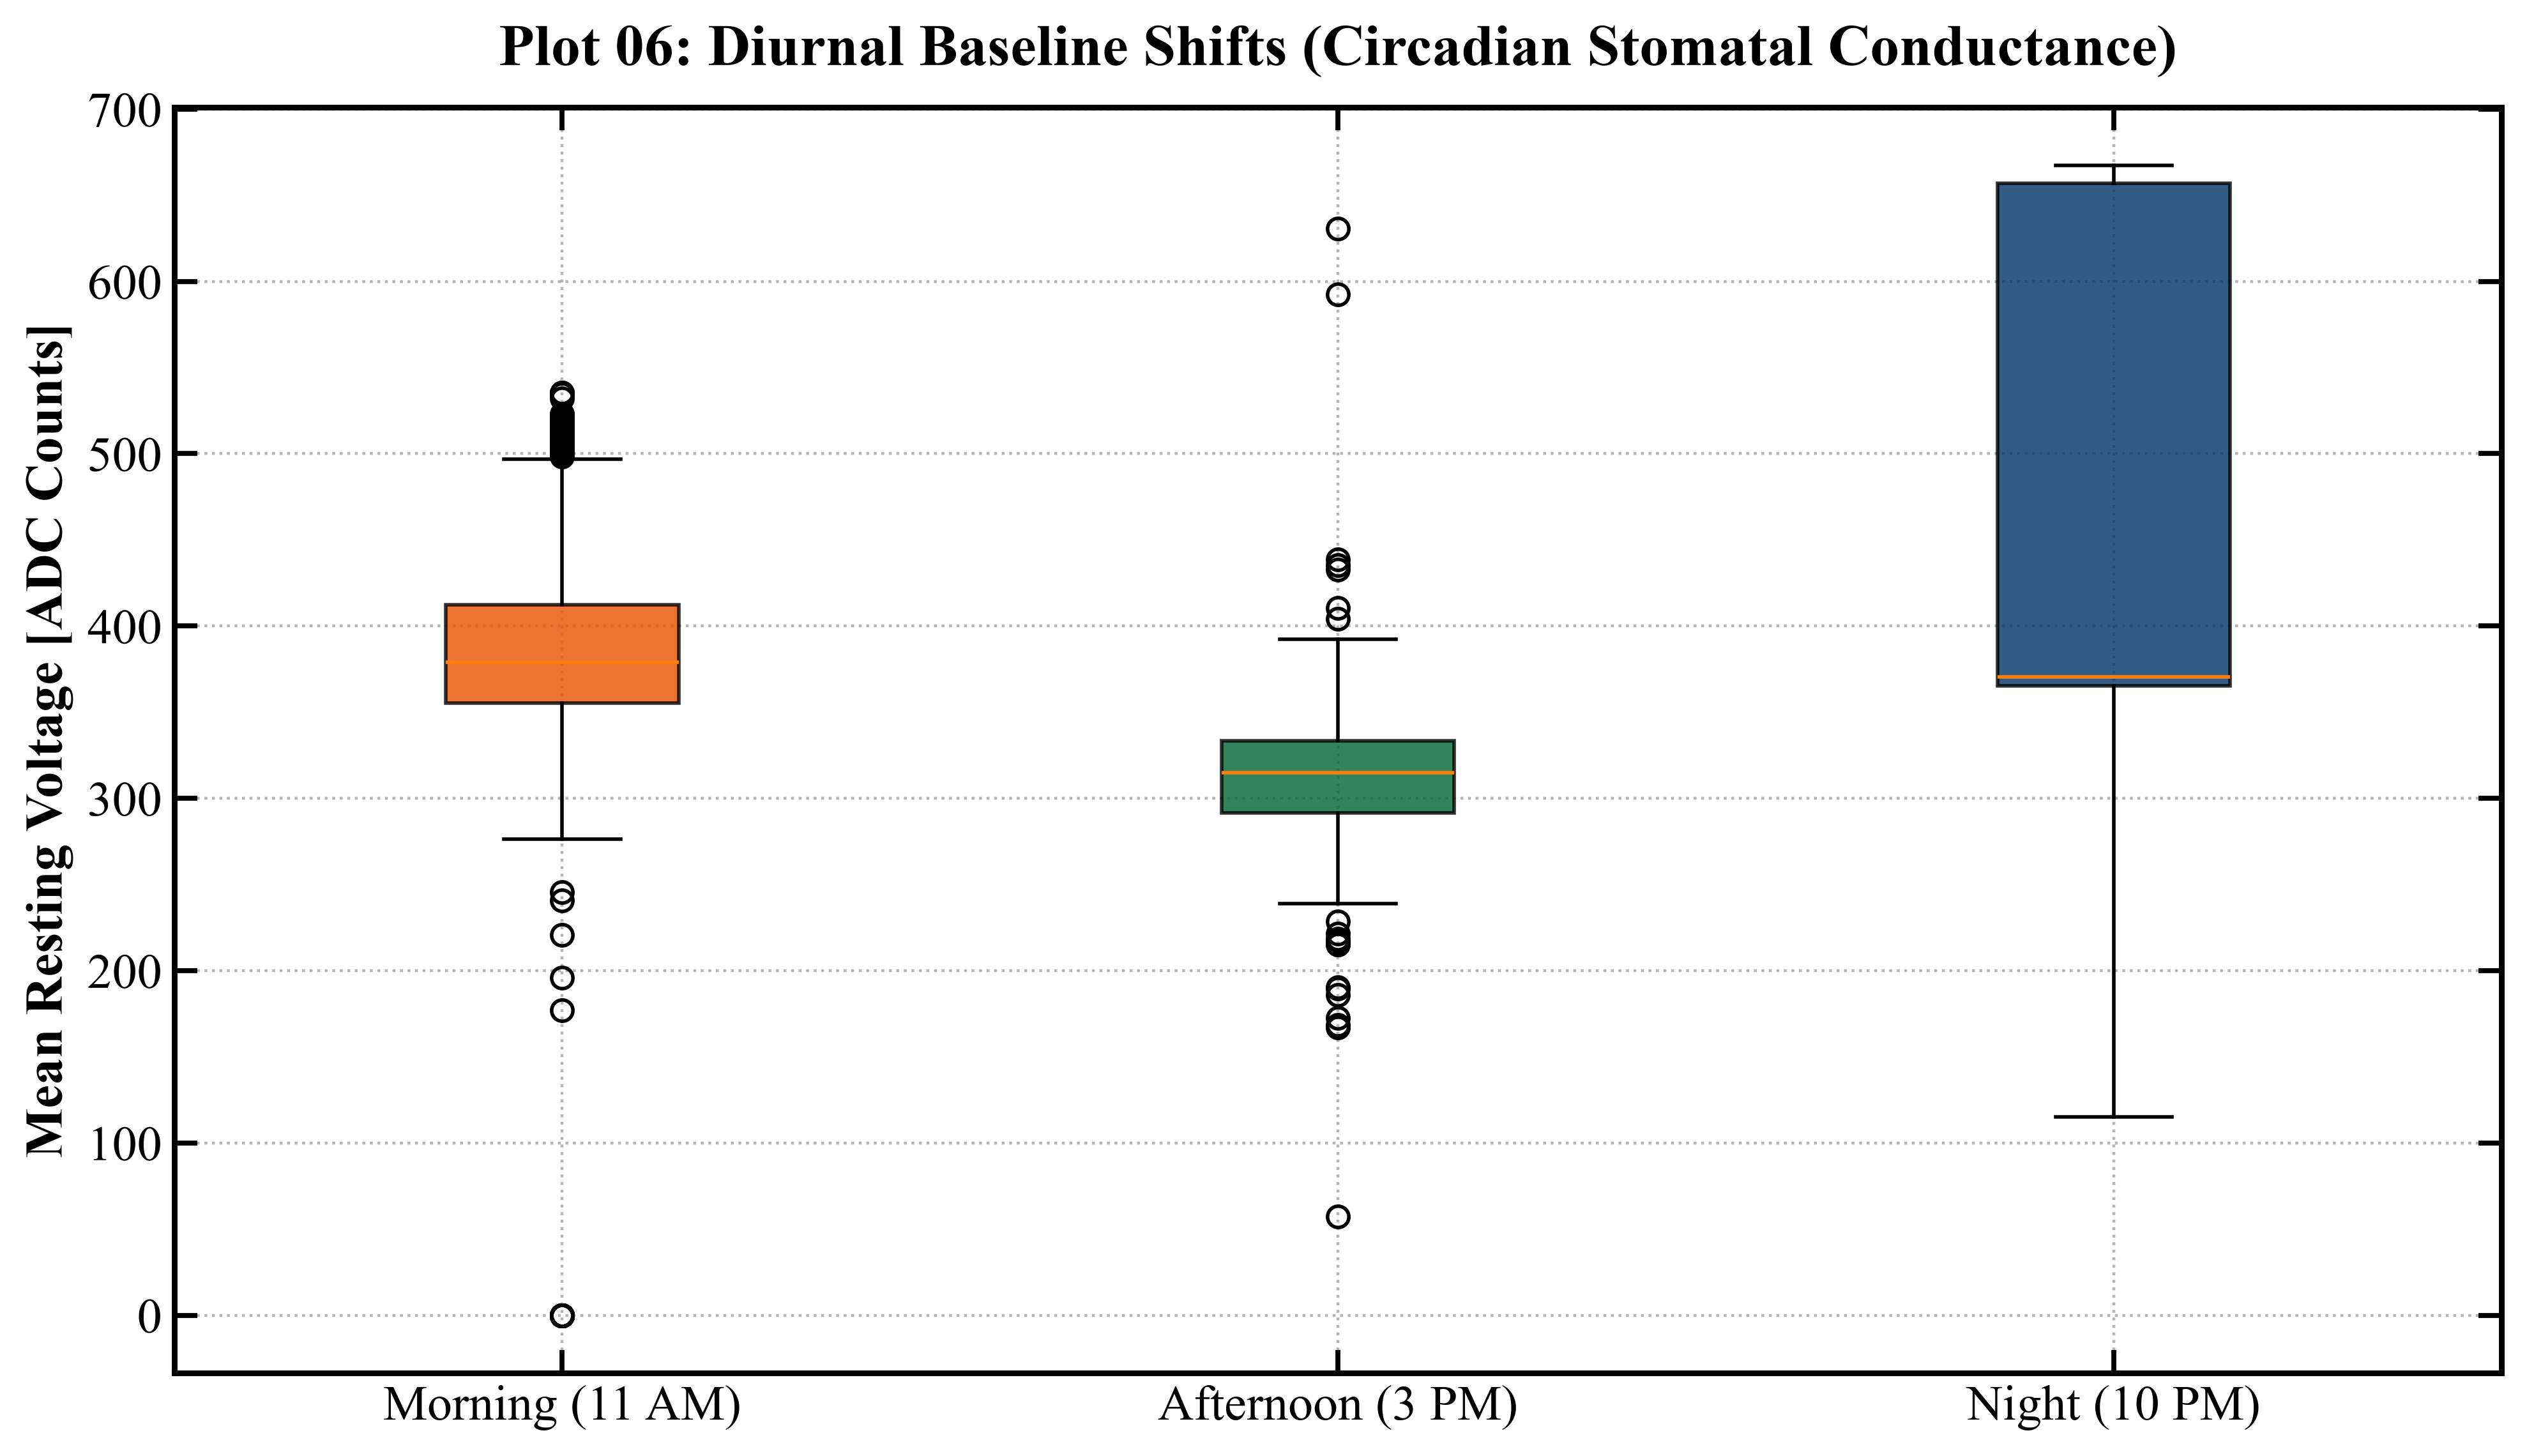 Plot 06: Diurnal Baseline Shifts (Circadian Stomatal Conductance)
Mean Resting Voltage [ADC Counts]
700
600
500
400
300
200
100
0
Morning (11 AM)
Afternoon (3 PM)
Night (10 PM)